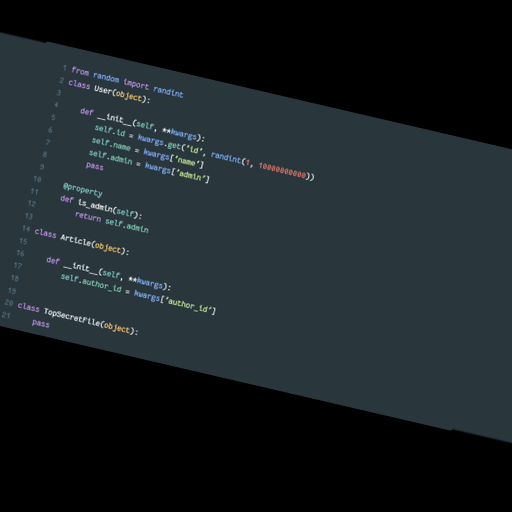 1 from random import randint
2 class User(object):
3
4 def __init__(self, **kwargs):
5 self.id = kwargs.get('id', randint(1, 10000000000))
6 self.name = kwargs['name']
7 self.admin = kwargs['admin']
8 pass
9
10 @property
11 def is_admin(self):
12 return self.admin
13
14 class Article(object):
15
16 def __init__(self, **kwargs):
17 self.author_id = kwargs['author_id']
18
19
20 class TopSecretFile(object):
21 pass